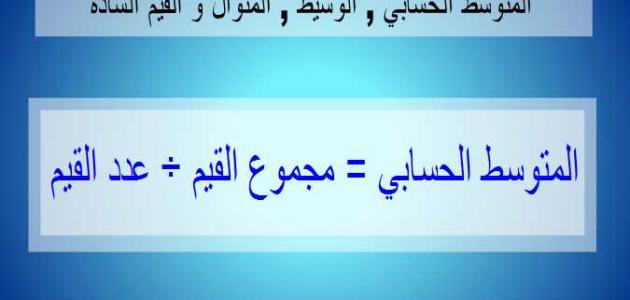 المتوسط الحسابي , الوسيط , المنوال و القيم الشاذة
المتوسط الحسابي = مجموع القيم ÷ عدد القيم